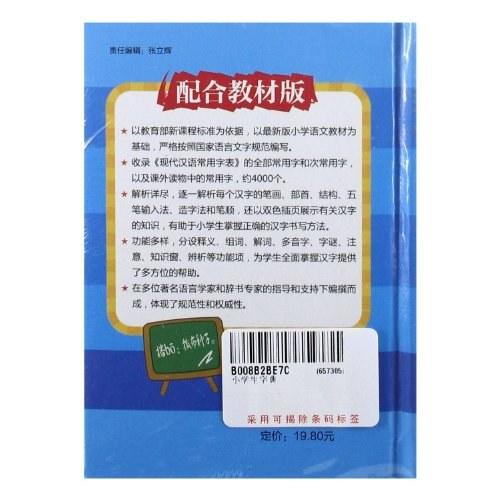 责任编辑：张立辉
配合教材版
★ 以教育部新课程标准为依据，以最新版小学语文教材为
基础，严格按照国家语言文字规范编写。
★ 收录《现代汉语常用字表》的全部常用字和次常用字，
以及课外读物中的常用字，约4000个。
★ 解析详尽，逐一解析每个汉字的笔画、部首、结构、五
笔输入法、造字法和笔顺，还以双色插页展示有关汉字
的知识，有助于小学生掌握正确的汉字书写方法。
★ 功能多样，分设释义、组词、解词、多音字、字谜、注
意、知识窗、辨析等功能项，为学生全面掌握汉字提供
了多方位的帮助。
★ 在多位著名语言学家和辞书专家的指导和支持下编撰而
成，体现了规范性和权威性。
B008B2BE7C
(657305)
小学生字典
采用可揭除条码标签
定价：19.80元